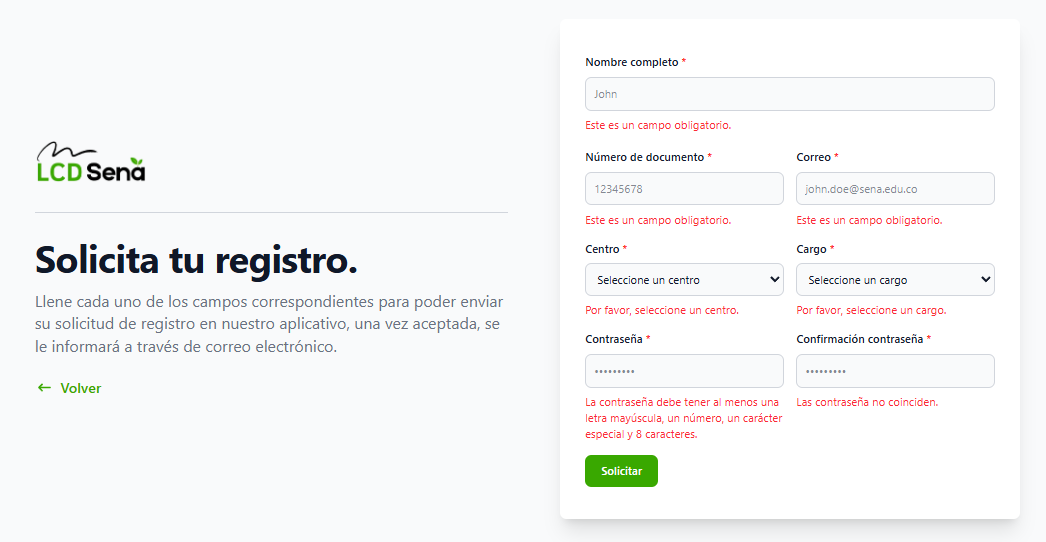 LCD Sena
Solicita tu registro.
Llene cada uno de los campos correspondientes para poder enviar
su solicitud de registro en nuestro aplicativo, una vez aceptada, se
le informará a través de correo electrónico.
← Volver
Nombre completo *
John
Este es un campo obligatorio.
Número de documento *
12345678
Este es un campo obligatorio.
Correo *
john.doe@sena.edu.co
Este es un campo obligatorio.
Centro *
Seleccione un centro
Por favor, seleccione un centro.
Cargo *
Seleccione un cargo
Por favor, seleccione un cargo.
Contraseña *
•••••••••
La contraseña debe tener al menos una
letra mayúscula, un número, un carácter
especial y 8 caracteres.
Confirmación contraseña *
•••••••••
Las contraseña no coinciden.
Solicitar